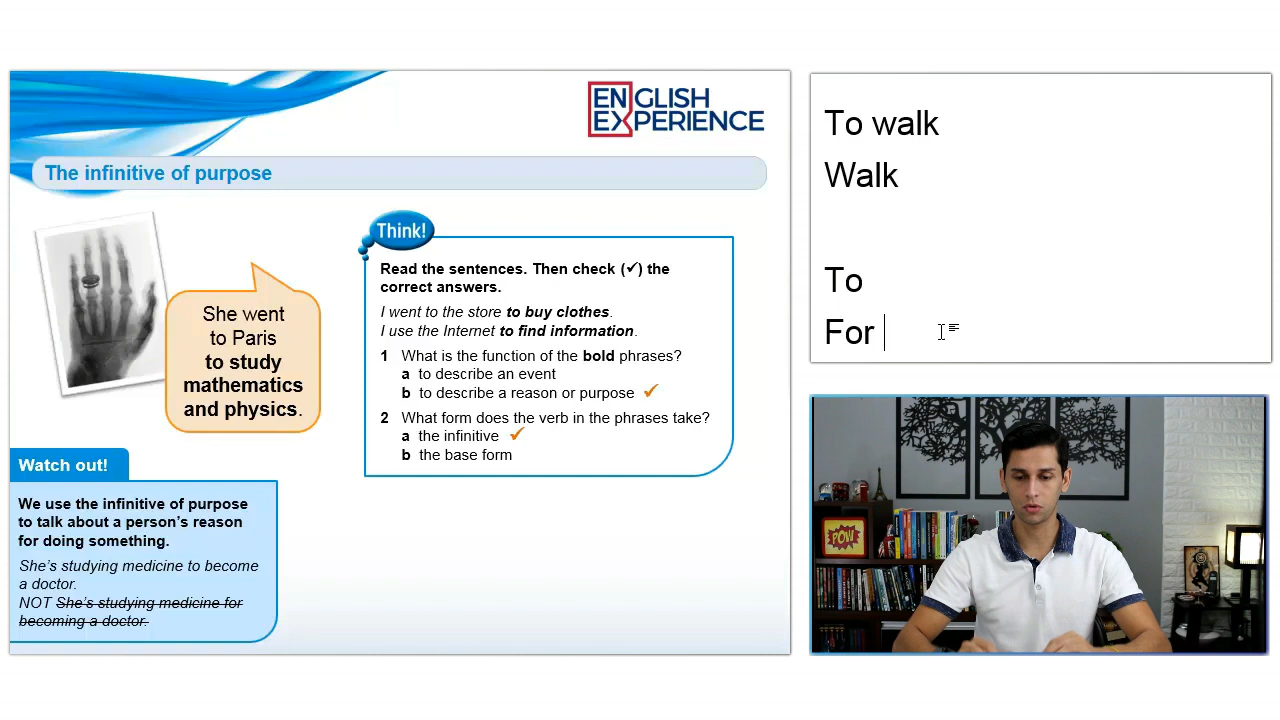 ENGLISH
EXPERIENCE
The infinitive of purpose
She went
to Paris
to study
mathematics
and physics.
Think!
Read the sentences. Then check (✓) the
correct answers.
I went to the store to buy clothes.
I use the Internet to find information.
1 What is the function of the bold phrases?
a to describe an event
b to describe a reason or purpose ✓
2 What form does the verb in the phrases take?
a the infinitive ✓
b the base form
Watch out!
We use the infinitive of purpose
to talk about a person's reason
for doing something.
She's studying medicine to become
a doctor.
NOT She's studying medicine for
becoming a doctor.
To walk
Walk
To
For
POW